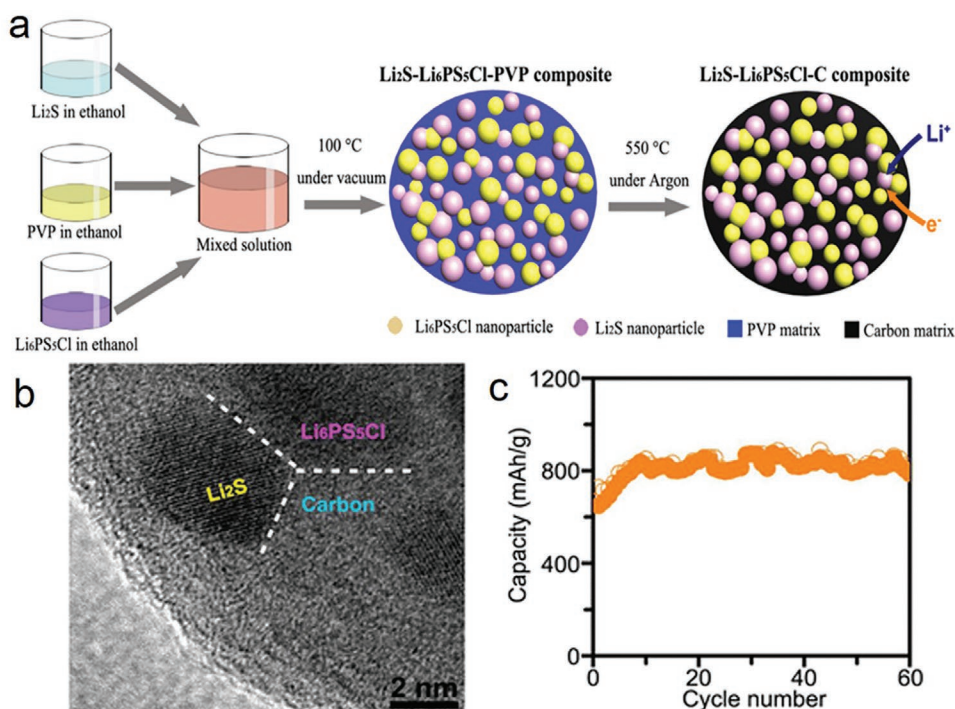 a
Li₂S in ethanol
PVP in ethanol
Li₆PS₅Cl in ethanol
Mixed solution
100 °C
under vacuum
Li₂S-Li₆PS₅Cl-PVP composite
550 °C
under Argon
Li₂S-Li₆PS₅Cl-C composite
Li⁺
e⁻
Li₆PS₅Cl nanoparticle
Li₂S nanoparticle
PVP matrix
Carbon matrix
b
Li₆PS₅Cl
Li₂S
Carbon
2 nm
c
Capacity (mAh/g)
1200
800
400
0
0
20
40
60
Cycle number